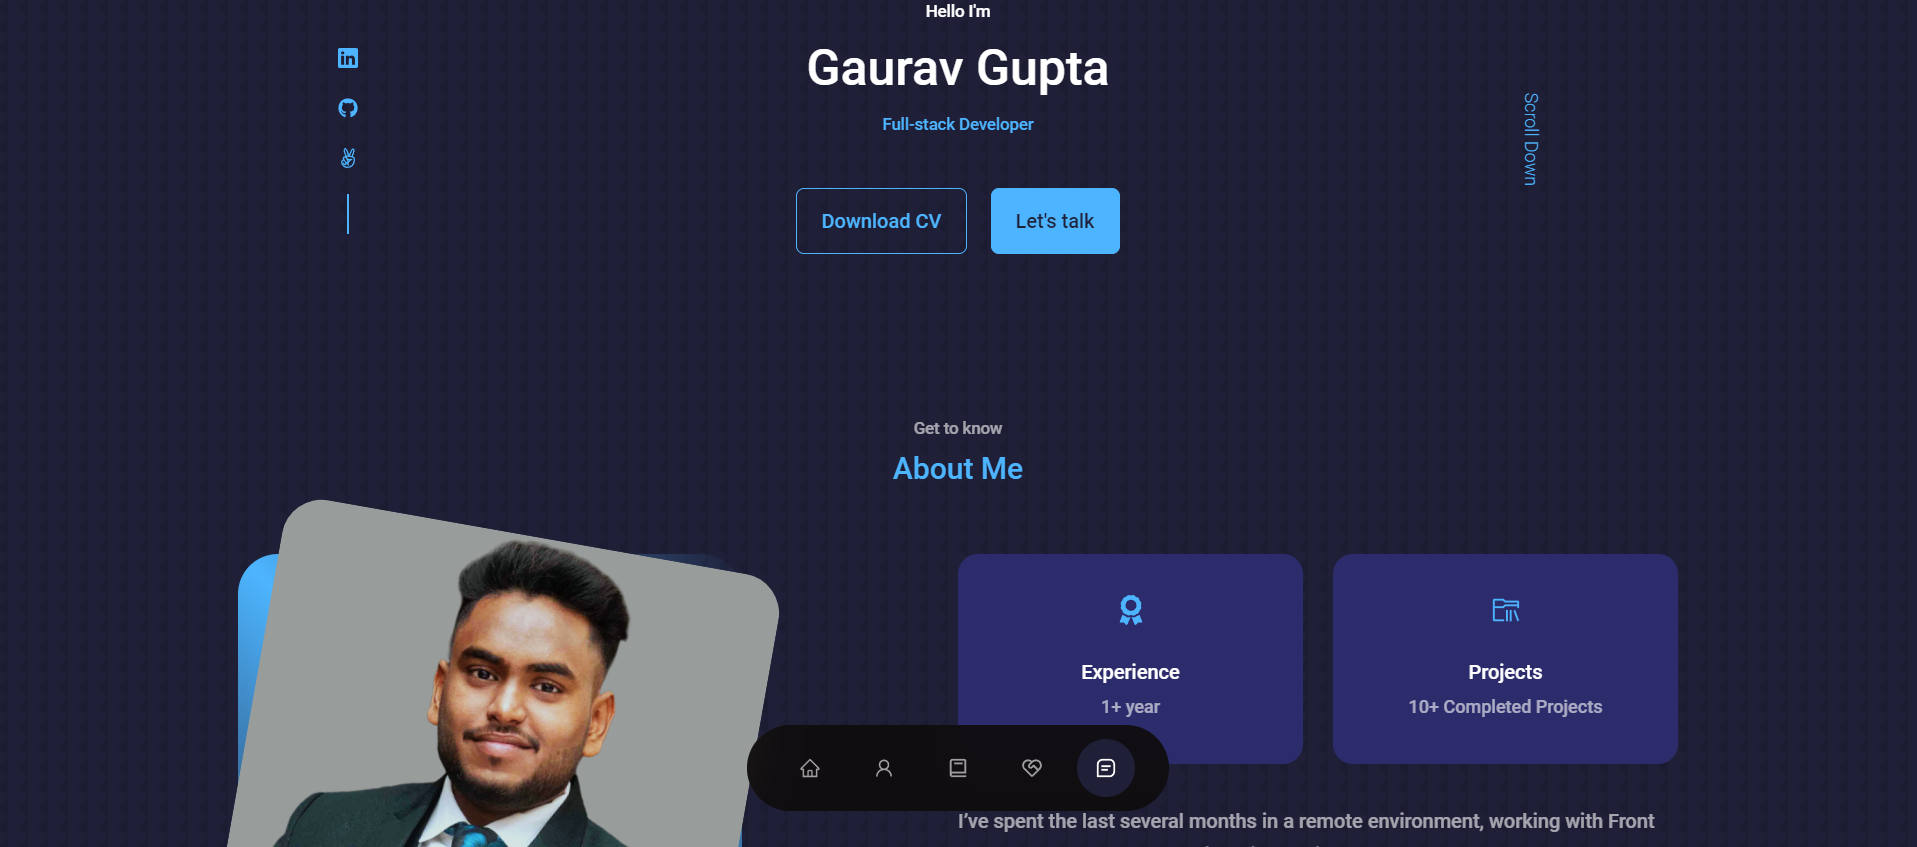 Hello I'm
Gaurav Gupta
Full-stack Developer
Scroll Down
Download CV
Let's talk
Get to know
About Me
Experience
1+ year
Projects
10+ Completed Projects
I've spent the last several months in a remote environment, working with Front